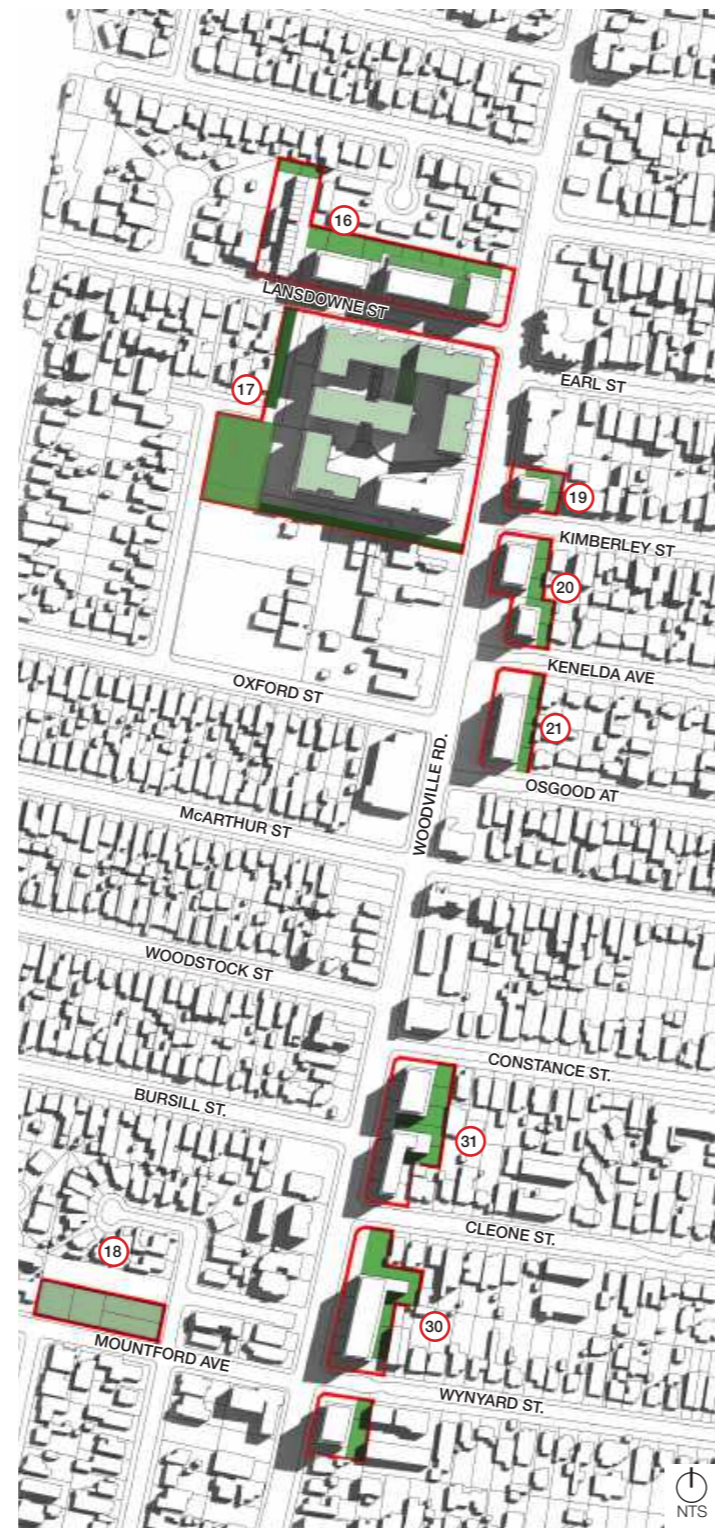 16
LANSDOWNE ST
17
EARL ST
19
KIMBERLEY ST
20
KENELDA AVE
OXFORD ST
21
OSGOOD AT
WOODVILLE RD.
McARTHUR ST
WOODSTOCK ST
CONSTANCE ST.
BURSILL ST.
31
CLEONE ST.
18
30
MOUNTFORD AVE
WYNYARD ST.
NTS